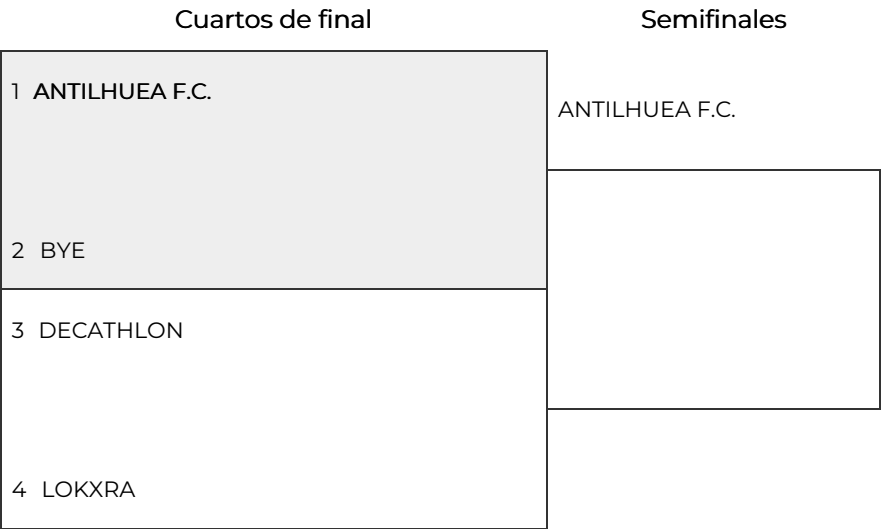 Cuartos de final
Semifinales
1 ANTILHUEA F.C.
ANTILHUEA F.C.
2 BYE
3 DECATHLON
4 LOKXRA